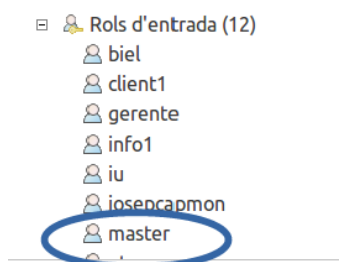 Rols d'entrada (12)
biel
client1
gerente
info1
iu
josepcapmon
master